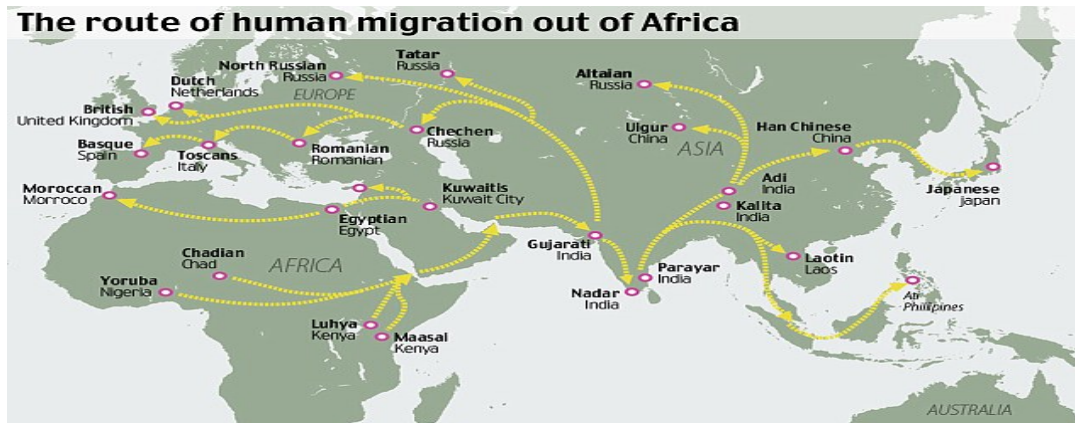 The route of human migration out of Africa
Tatar
Russia
North Russian
Russia
Altaian
Russia
Dutch
Netherlands
EUROPE
British
United Kingdom
Uigur
China
ASIA
Han Chinese
China
Chechen
Russia
Basque
Spain
Toscans
Italy
Romanian
Romanian
Adi
India
Japanese
Japan
Moroccan
Morroco
Kuwaitis
Kuwait City
Kalita
India
Egyptian
Egypt
Gujarati
India
Chadian
Chad
AFRICA
Laotin
Laos
Yoruba
Nigeria
Parayar
India
Nadar
India
Ati
Philippines
Luhya
Kenya
Maasai
Kenya
AUSTRALIA